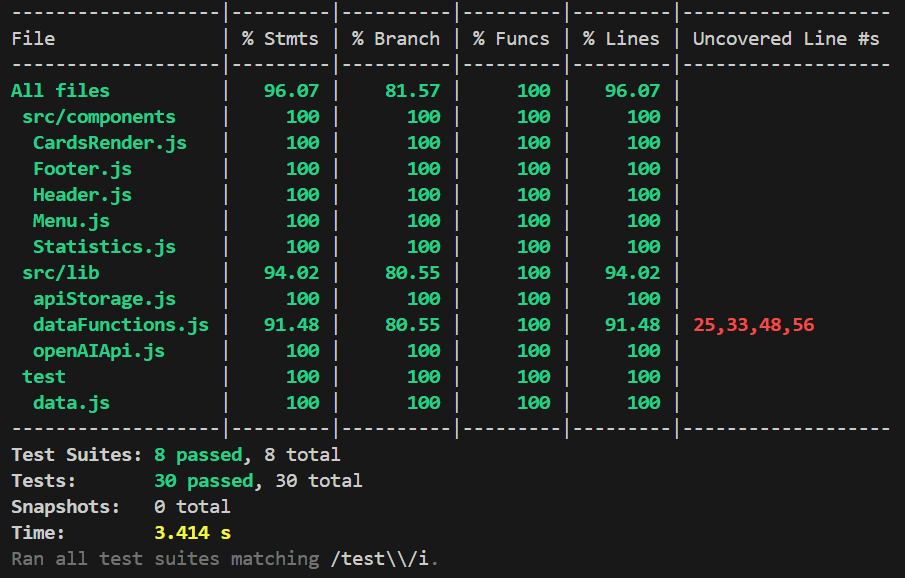 -------------------|---------|----------|---------|---------|-------------------
File               | % Stmts | % Branch | % Funcs | % Lines | Uncovered Line #s
-------------------|---------|----------|---------|---------|-------------------
All files          |   96.07 |    81.57 |     100 |   96.07 |
 src/components    |     100 |      100 |     100 |     100 |
  CardsRender.js   |     100 |      100 |     100 |     100 |
  Footer.js        |     100 |      100 |     100 |     100 |
  Header.js        |     100 |      100 |     100 |     100 |
  Menu.js          |     100 |      100 |     100 |     100 |
  Statistics.js    |     100 |      100 |     100 |     100 |
 src/lib           |   94.02 |    80.55 |     100 |   94.02 |
  apiStorage.js    |     100 |      100 |     100 |     100 |
  dataFunctions.js |   91.48 |    80.55 |     100 |   91.48 | 25,33,48,56
  openAIApi.js     |     100 |      100 |     100 |     100 |
 test              |     100 |      100 |     100 |     100 |
  data.js          |     100 |      100 |     100 |     100 |
-------------------|---------|----------|---------|---------|-------------------
Test Suites: 8 passed, 8 total
Tests:       30 passed, 30 total
Snapshots:   0 total
Time:        3.414 s
Ran all test suites matching /test\\/i.